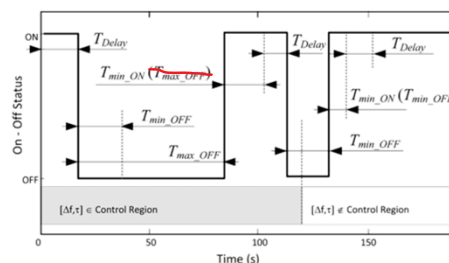 ON
T_Delay
T_Delay
T_Delay
T_min_ON (T_max_OFF)
T_min_ON (T_min_OF
T_min_OFF
T_min_OFF
T_max_OFF
On - Off Status
OFF
[Δf,τ] ∈ Control Region
[Δf,τ] ∉ Control Region
0
50
100
150
Time (s)